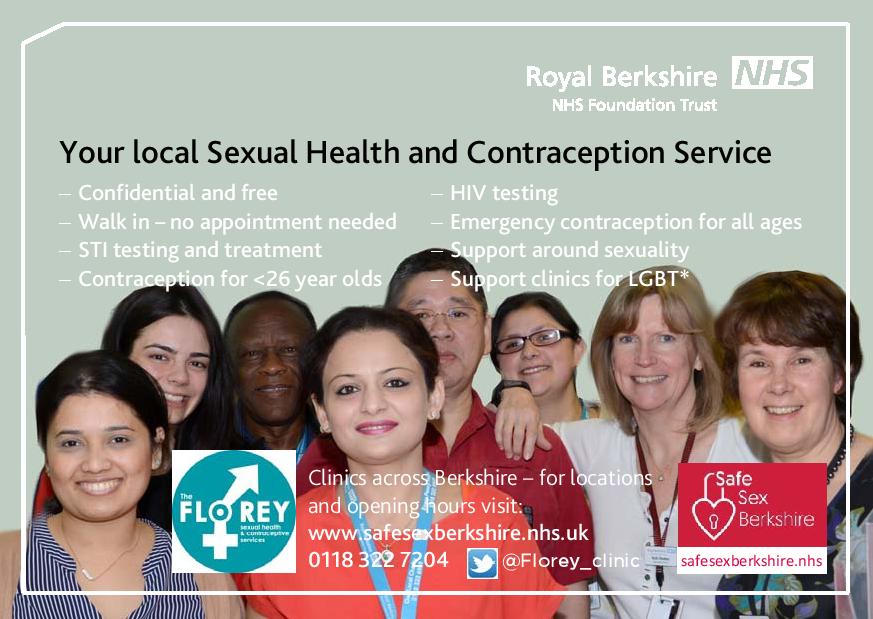 Royal Berkshire NHS
NHS Foundation Trust
Your local Sexual Health and Contraception Service
– Confidential and free
– Walk in – no appointment needed
– STI testing and treatment
– Contraception for <26 year olds
– HIV testing
– Emergency contraception for all ages
– Support around sexuality
– Support clinics for LGBT*
The
FLOREY
sexual health
& contraceptive
services
Clinics across Berkshire – for locations
and opening hours visit:
www.safesexberkshire.nhs.uk
0118 322 7204 @Florey_clinic
Safe
Sex
Berkshire
safesexberkshire.nhs